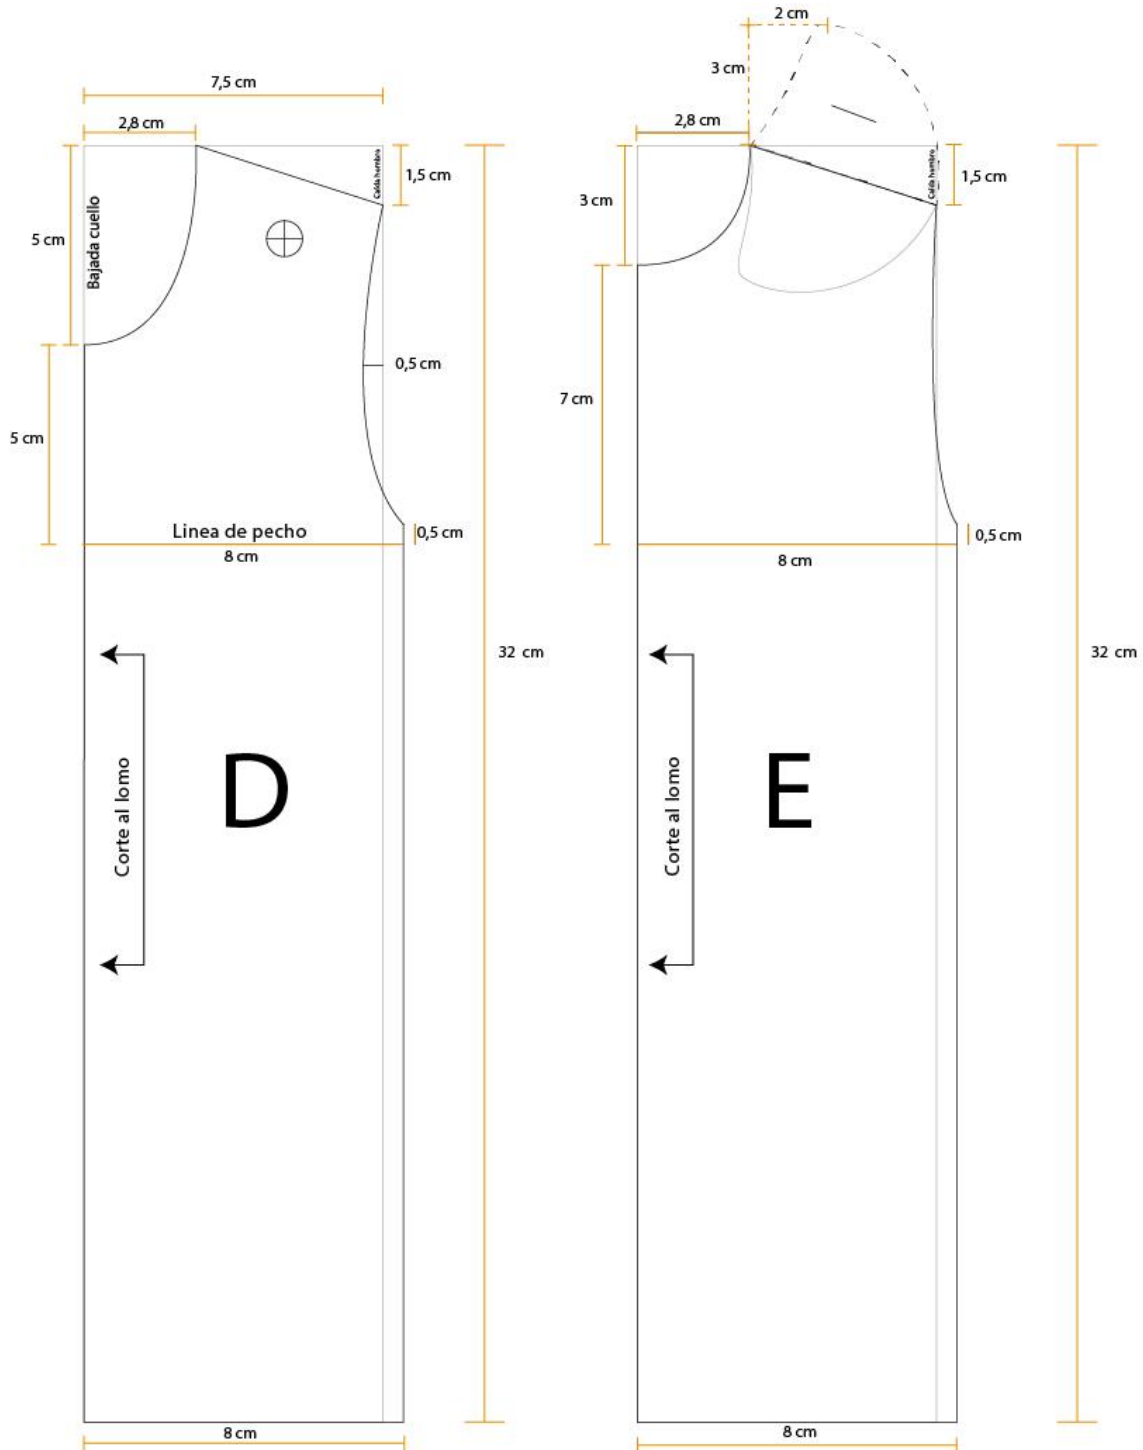 2 cm
3 cm
7,5 cm
2,8 cm
2,8 cm
Caída hombro
1,5 cm
Caída hombro
1,5 cm
Bajada cuello
5 cm
3 cm
0,5 cm
7 cm
5 cm
Linea de pecho
0,5 cm
0,5 cm
8 cm
8 cm
32 cm
32 cm
Corte al lomo
D
Corte al lomo
E
8 cm
8 cm